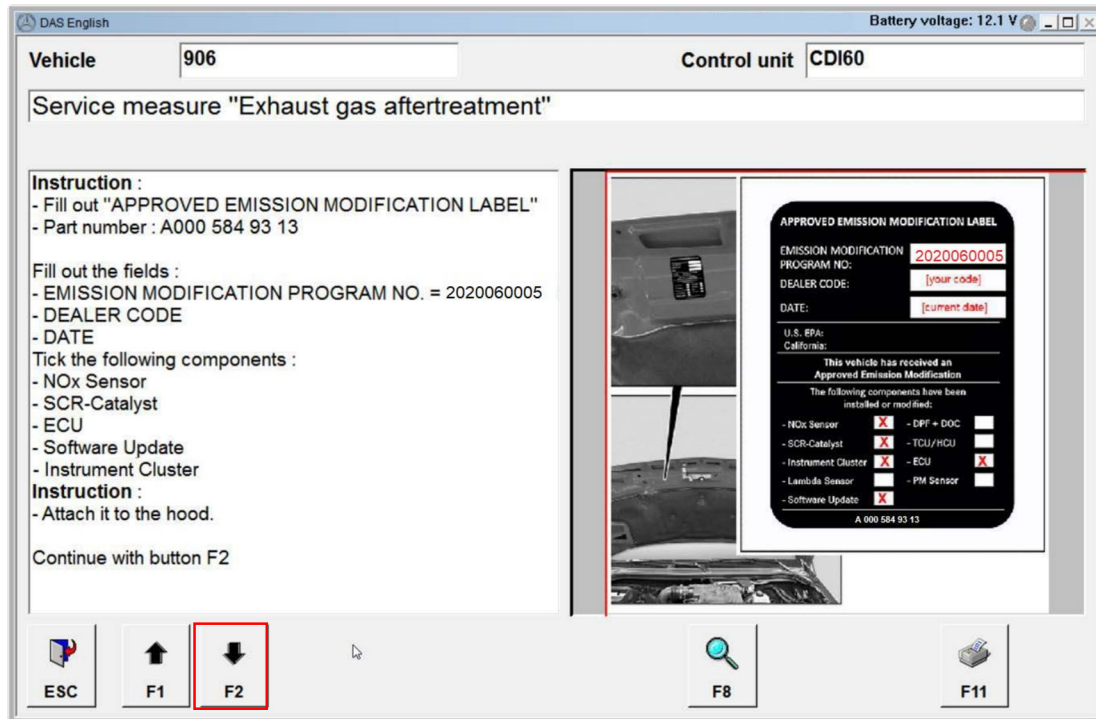 DAS English
Battery voltage: 12.1 V
Vehicle
906
Control unit
CDI60
Service measure "Exhaust gas aftertreatment"
Instruction :
- Fill out "APPROVED EMISSION MODIFICATION LABEL"
- Part number : A000 584 93 13
Fill out the fields :
- EMISSION MODIFICATION PROGRAM NO. = 2020060005
- DEALER CODE
- DATE
Tick the following components :
- NOx Sensor
- SCR-Catalyst
- ECU
- Software Update
- Instrument Cluster
Instruction :
- Attach it to the hood.
Continue with button F2
APPROVED EMISSION MODIFICATION LABEL
EMISSION MODIFICATION
PROGRAM NO:
2020060005
DEALER CODE:
[your code]
DATE:
[current date]
U.S. EPA:
California:
This vehicle has received an
Approved Emission Modification
The following components have been
installed or modified:
- NOx Sensor X - DPF + DOC
- SCR-Catalyst X - TCU/HCU
- Instrument Cluster X - ECU X
- Lambda Sensor - PM Sensor
- Software Update X
A 000 584 93 13
ESC
F1
F2
F8
F11